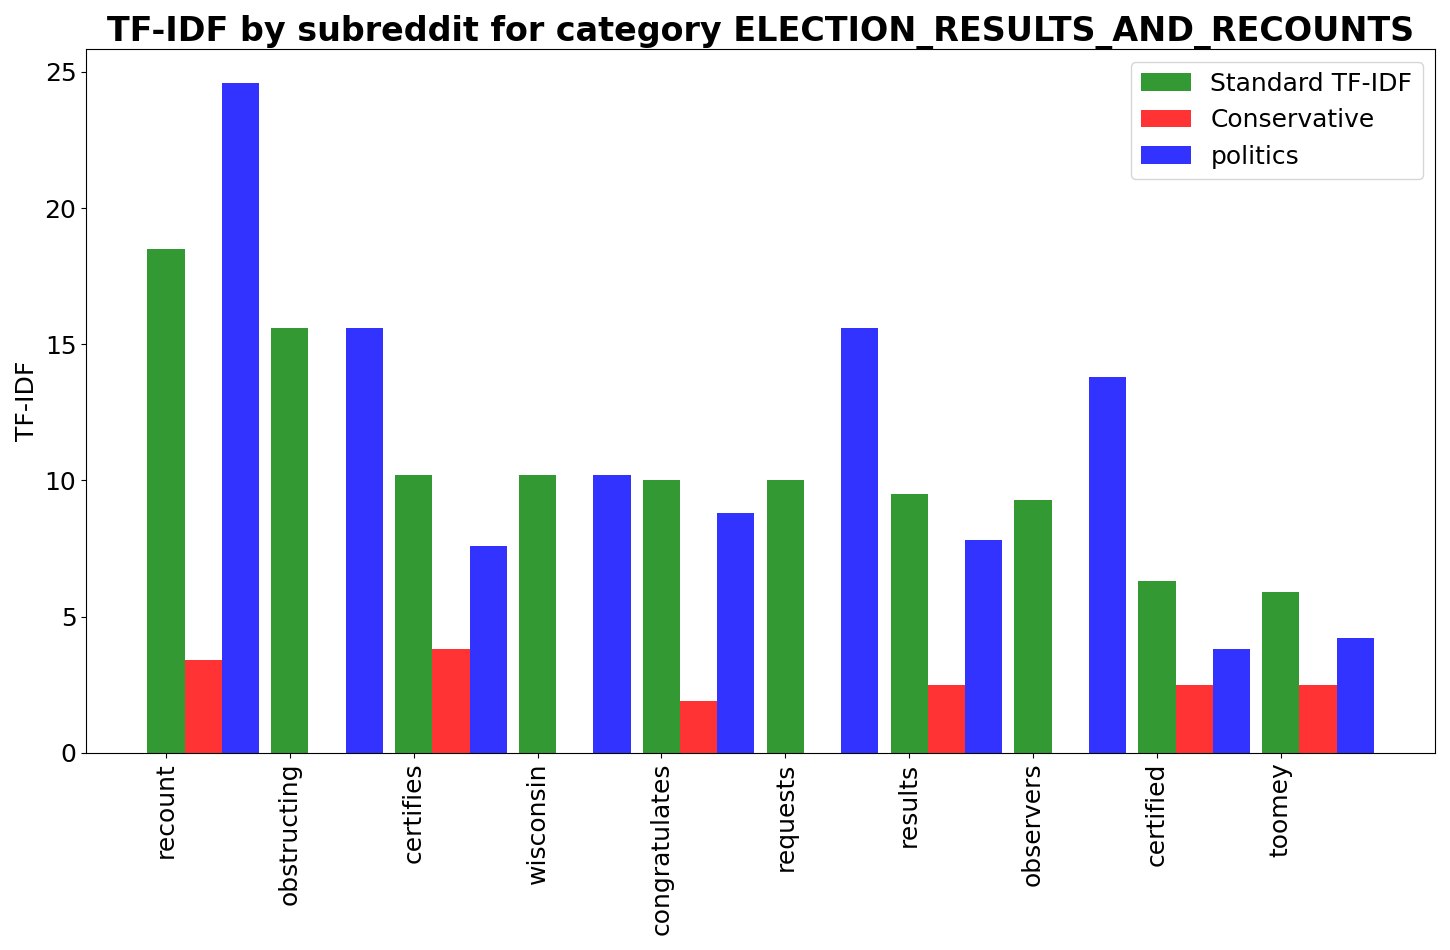 TF-IDF by subreddit for category ELECTION_RESULTS_AND_RECOUNTS
Standard TF-IDF
Conservative
politics
TF-IDF
25
20
15
10
5
0
recount
obstructing
certifies
wisconsin
congratulates
requests
results
observers
certified
toomey